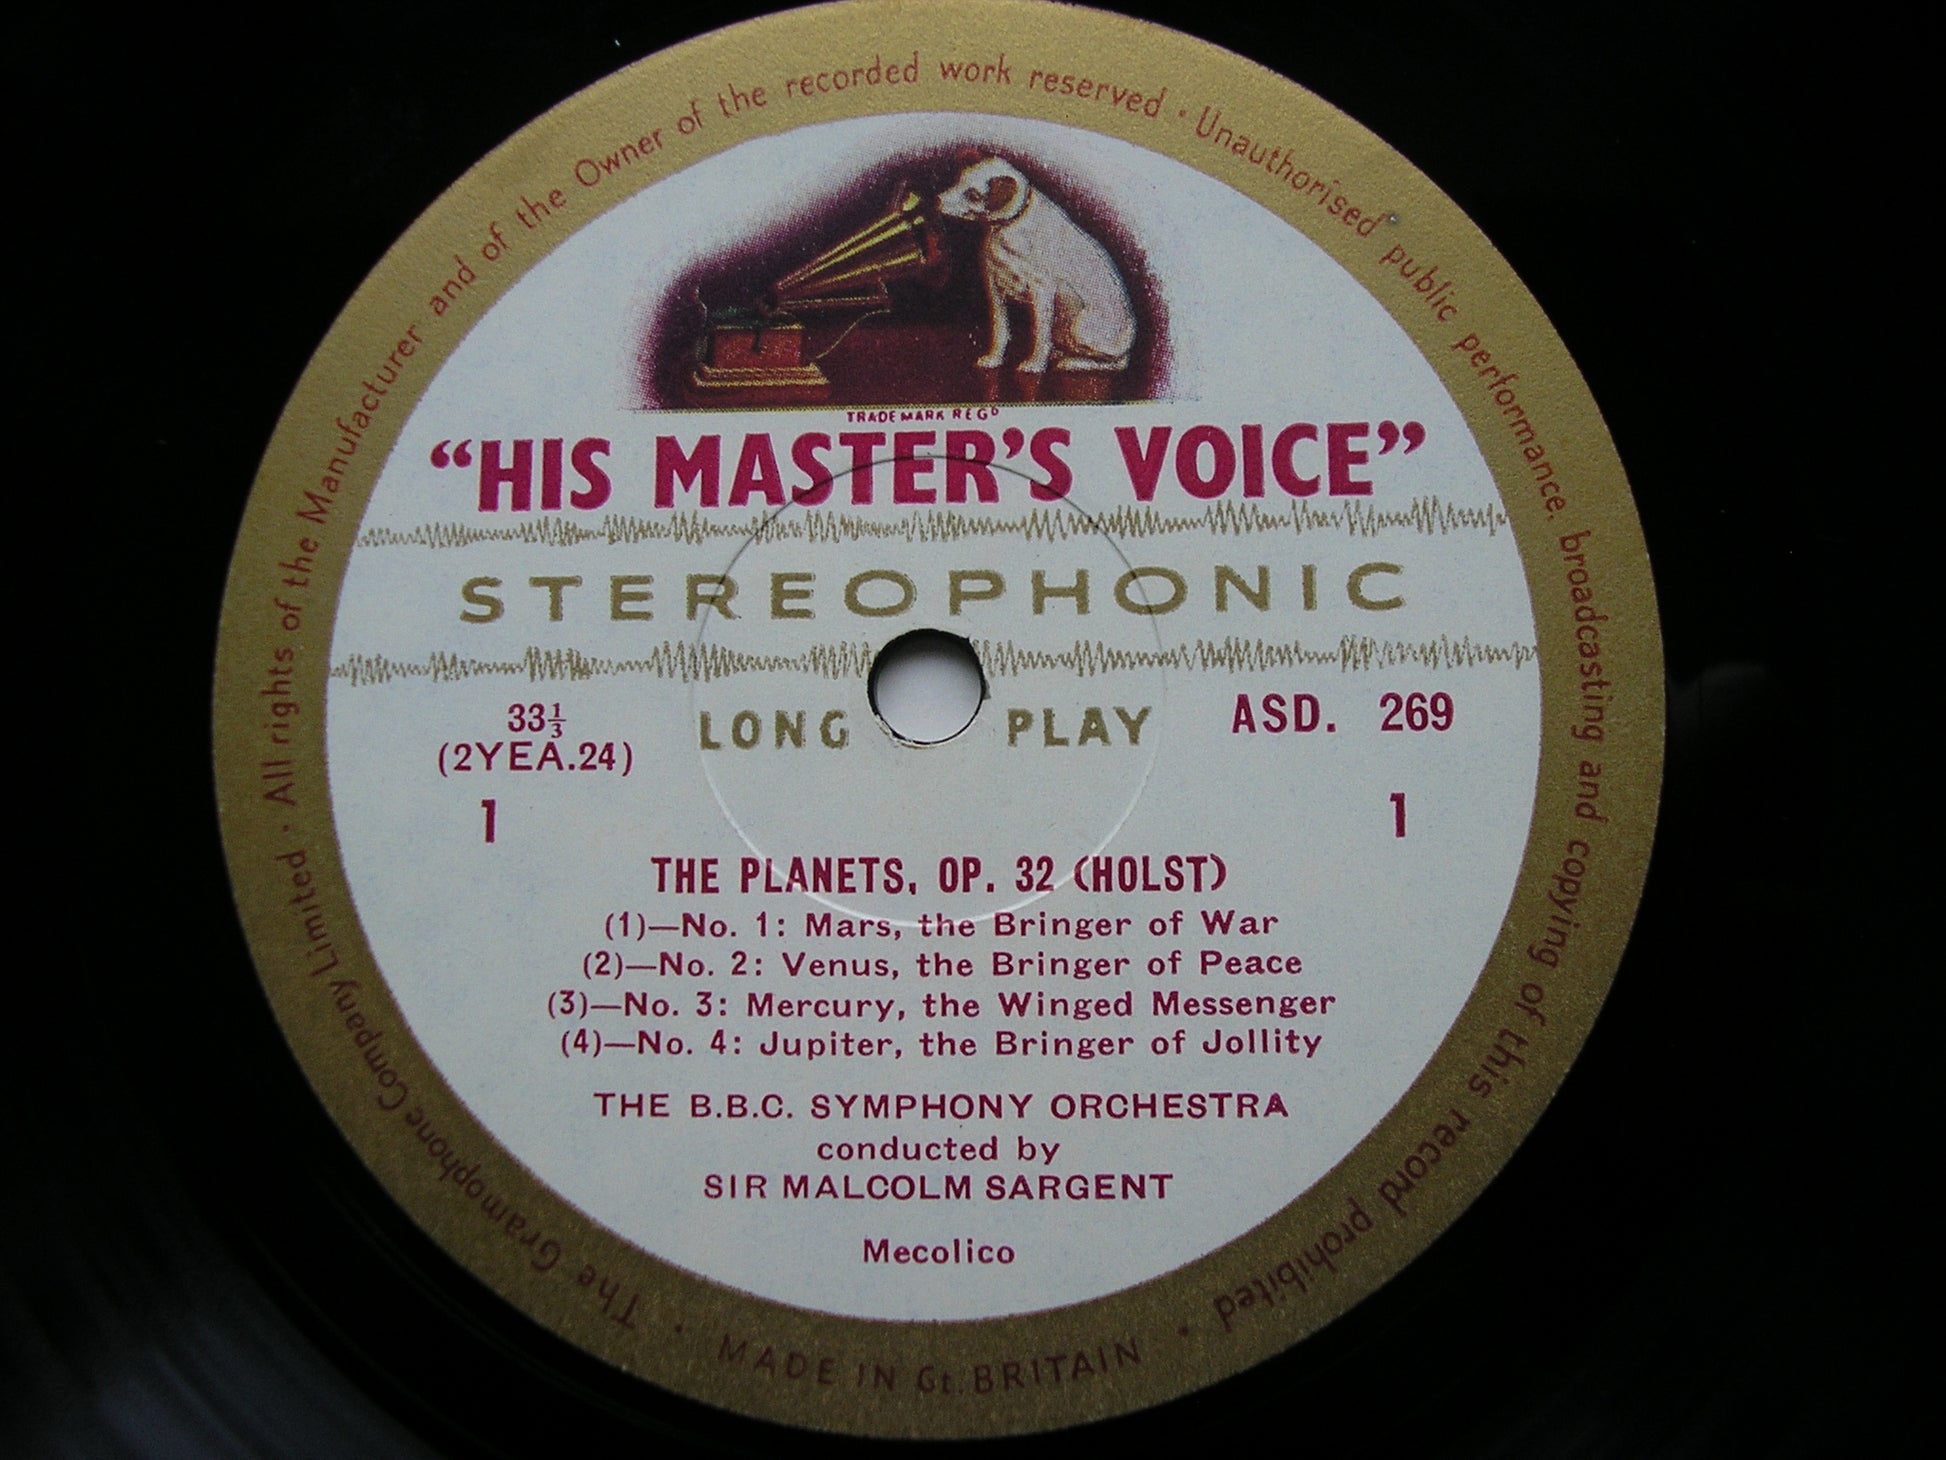 The Gramophone Company Limited · All rights of the Manufacturer and of the Owner of the recorded work reserved · Unauthorised public performance, broadcasting and copying of this record prohibited ·
TRADE MARK REGD
“HIS MASTER’S VOICE”
STEREOPHONIC
33⅓ LONG PLAY ASD. 269
(2YEA.24)
1 1
THE PLANETS, OP. 32 (HOLST)
(1)—No. 1: Mars, the Bringer of War
(2)—No. 2: Venus, the Bringer of Peace
(3)—No. 3: Mercury, the Winged Messenger
(4)—No. 4: Jupiter, the Bringer of Jollity
THE B.B.C. SYMPHONY ORCHESTRA
conducted by
SIR MALCOLM SARGENT
Mecolico
MADE IN Gt. BRITAIN